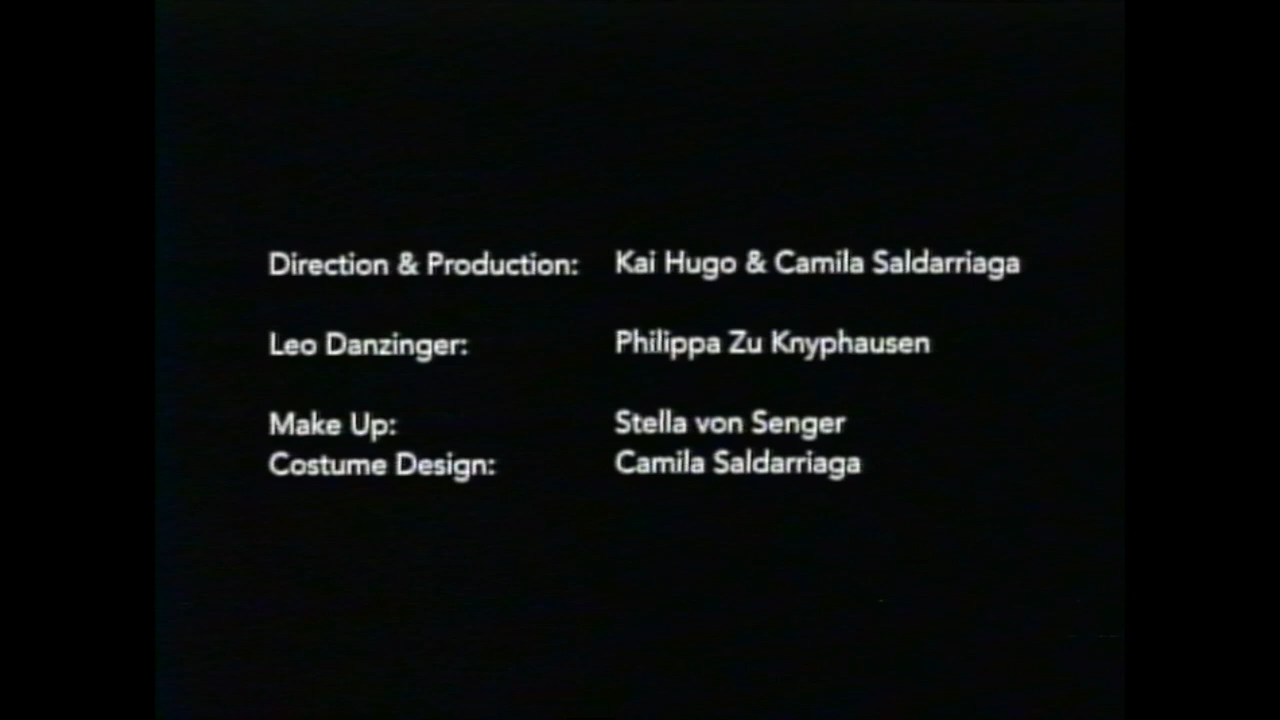 Direction & Production: Kai Hugo & Camila Saldarriaga
Leo Danzinger: Philippa Zu Knyphausen
Make Up: Stella von Senger
Costume Design: Camila Saldarriaga